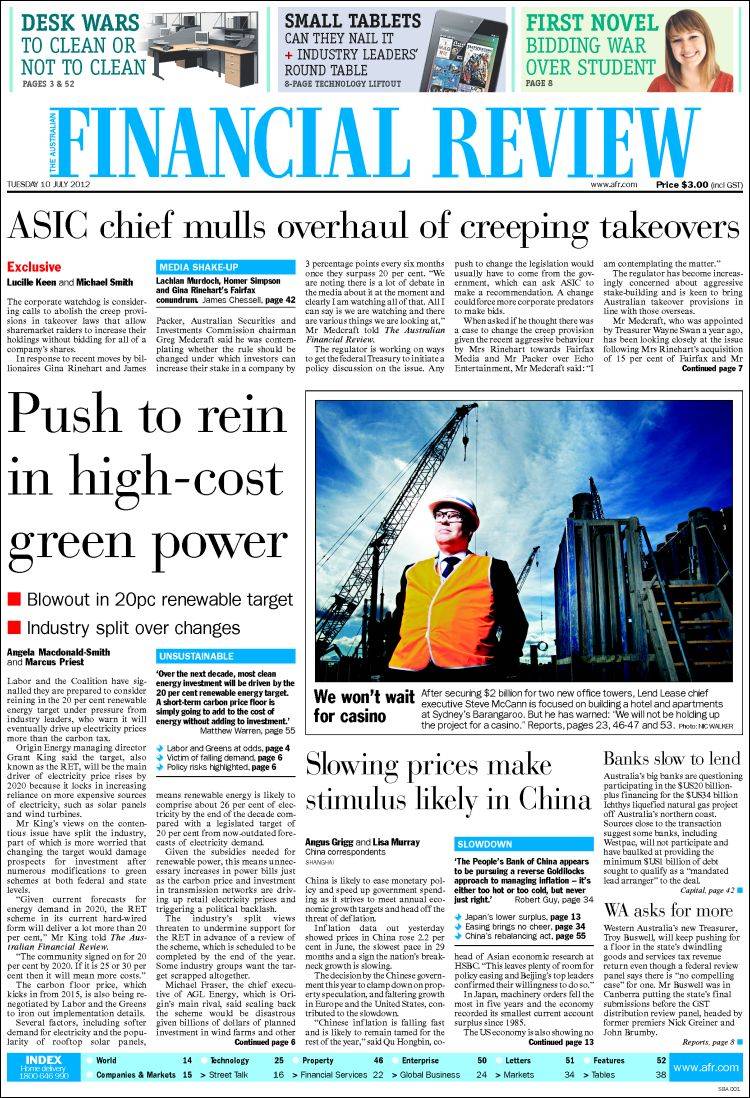 DESK WARS
TO CLEAN OR
NOT TO CLEAN
PAGES 3 & 52
SMALL TABLETS
CAN THEY NAIL IT
+ INDUSTRY LEADERS'
ROUND TABLE
8-PAGE TECHNOLOGY LIFTOUT
FIRST NOVEL
BIDDING WAR
OVER STUDENT
PAGE 8
THE AUSTRALIAN
FINANCIAL REVIEW
TUESDAY 10 JULY 2012
www.afr.com
Price $3.00 (incl GST)
ASIC chief mulls overhaul of creeping takeovers
Exclusive
Lucille Keen and Michael Smith
The corporate watchdog is consider-
ing calls to abolish the creep provi-
sions in takeover laws that allow
sharemarket raiders to increase their
holdings without bidding for all of a
company's shares.
In response to recent moves by bil-
lionaires Gina Rinehart and James
MEDIA SHAKE-UP
Lachlan Murdoch, Homer Simpson
and Gina Rinehart's Fairfax
conundrum. James Chessell, page 42
Packer, Australian Securities and
Investments Commission chairman
Greg Medcraft said he was com-
templating whether the rule should be
changed under which investors can
increase their stake in a company by
3 percentage points every six months
once they surpass 20 per cent. "We
are noting there is a lot of debate in
the media about it at the moment and
clearly I am watching all of that. All I
can say is we are watching and there
are various things we are looking at,"
Mr Medcraft told The Australian
Financial Review.
The regulator is working on ways
to get the federal Treasury to initiate a
policy discussion on the issue. Any
push to change the legislation would
usually have to come from the gov-
ernment, which can ask ASIC to
make a recommendation. A change
could force more corporate predators
to make bids.
When asked if he thought there was
a case to change the creep provision
given the recent aggressive behaviour
by Mrs Rinehart towards Fairfax
Media and Mr Packer over Echo
Entertainment, Mr Medcraft said: "I
am contemplating the matter."
The regulator has become increas-
ingly concerned about aggressive
stake-building and is keen to bring
Australian takeover provisions in
line with those overseas.
Mr Medcraft, who was appointed
by Treasurer Wayne Swan a year ago,
has been looking closely at the issue
following Mrs Rinehart's acquisition
of 15 per cent of Fairfax and Mr
Continued page 7
Push to rein
in high-cost
green power
■ Blowout in 20pc renewable target
■ Industry split over changes
Angela Macdonald-Smith
and Marcus Priest
Labor and the Coalition have sig-
nalled they are prepared to consider
reining in the 20 per cent renewable
energy target under pressure from
industry leaders, who warn it will
eventually drive up electricity prices
more than the carbon tax.
Origin Energy managing director
Grant King said the target, also
known as the RET, will be the main
driver of electricity price rises by
2020 because it locks in increasing
reliance on more expensive sources
of electricity, such as solar panels
and wind turbines.
Mr King's views on the conten-
tious issue have split the industry,
part of which is more worried that
changing the target would damage
prospects for investment after
numerous modifications to green
schemes at both federal and state
levels.
"Given current forecasts for
energy demand in 2020, the RET
scheme in its current hard-wired
form will deliver a lot more than 20
per cent," Mr King told The Aus-
tralian Financial Review.
"The community signed on for 20
per cent by 2020. If it is 25 or 30 per
cent then it will mean more costs."
The carbon floor price, which
kicks in from 2015, is also being re-
negotiated by Labor and the Greens
to iron out implementation details.
Several factors, including softer
demand for electricity and the popu-
larity of rooftop solar panels,
UNSUSTAINABLE
'Over the next decade, most clean
energy investment will be driven by the
20 per cent renewable energy target.
A short-term carbon price floor is
simply going to add to the cost of
energy without adding to investment.'
Matthew Warren, page 55
Labor and Greens at odds, page 4
Victim of falling demand, page 6
Policy risks highlighted, page 6
means renewable energy is likely to
comprise about 26 per cent of elec-
tricity by the end of the decade com-
pared with a legislated target of
20 per cent from now-outdated fore-
casts of electricity demand.
Given the subsidies needed for
renewable power, this means unnec-
essary increases in power bills just
as the carbon price and investment
in transmission networks are driv-
ing up retail electricity prices and
triggering a political backlash.
The industry's split views
threaten to undermine support for
the RET in advance of a review of
the scheme, which is scheduled to be
completed by the end of the year.
Some industry groups want the tar-
get scrapped altogether.
Michael Fraser, the chief execu-
tive of AGL Energy, which is Ori-
gin's main rival, said scaling back
the scheme would be disastrous
given billions of dollars of planned
investment in wind farms and other
Continued page 6
We won't wait
for casino
After securing $2 billion for two new office towers, Lend Lease chief
executive Steve McCann is focused on building a hotel and apartments
at Sydney's Barangaroo. But he has warned: "We will not be holding up
the project for a casino." Reports, pages 23, 46-47 and 53. Photo: NIC WALKER
Slowing prices make
stimulus likely in China
Angus Grigg and Lisa Murray
China correspondents
SHANGHAI
China is likely to ease monetary pol-
icy and speed up government spend-
ing as it strives to meet annual eco-
nomic growth targets and head off the
threat of deflation.
Inflation data out yesterday
showed prices in China rose 2.2 per
cent in June, the slowest pace in 29
months and a sign the nation's break-
neck growth is slowing.
The decision by the Chinese govern-
ment this year to clamp down on prop-
erty speculation, and faltering growth
in Europe and the United States, con-
tributed to the slowdown.
"Chinese inflation is falling fast
and is likely to remain tamed for the
rest of the year," said Qu Hongbin, co-
SLOWDOWN
'The People's Bank of China appears
to be pursuing a reverse Goldilocks
approach to managing inflation – it's
either too hot or too cold, but never
just right.' Robert Guy, page 34
Japan's lower surplus, page 13
Easing brings no cheer, page 34
China's rebalancing act, page 55
head of Asian economic research at
HSBC. "This leaves plenty of room for
policy easing and Beijing's top leaders
confirmed their willingness to do so."
In Japan, machinery orders fell the
most in five years and the economy
recorded its smallest current account
surplus since 1985.
The US economy is also showing no
Continued page 13
Banks slow to lend
Australia's big banks are questioning
participating in the $US20 billion-
plus financing for the $US34 billion
Ichthys liquefied natural gas project
off Australia's northern coast.
Sources close to the transaction
suggest some banks, including
Westpac, will not participate and
have baulked at providing the
minimum $US1 billion of debt
sought to qualify as a "mandated
lead arranger" to the deal.
Capital, page 42 ■
WA asks for more
Western Australia's new Treasurer,
Troy Buswell, will keep pushing for
a floor in the state's dwindling
goods and services tax revenue
return even though a federal review
panel says there is "no compelling
case" for one. Mr Buswell was in
Canberra putting the state's final
submissions before the GST
distribution review panel, headed by
former premiers Nick Greiner and
John Brumby.
Reports, page 8 ■
INDEX
Home delivery
1800 646 990
World 14
Technology 25
Property 46
Enterprise 50
Letters 51
Features 52
Companies & Markets 15
> Street Talk 16
> Financial Services 22
> Global Business 24
> Markets 34
> Tables 38
www.afr.com
SBA 001